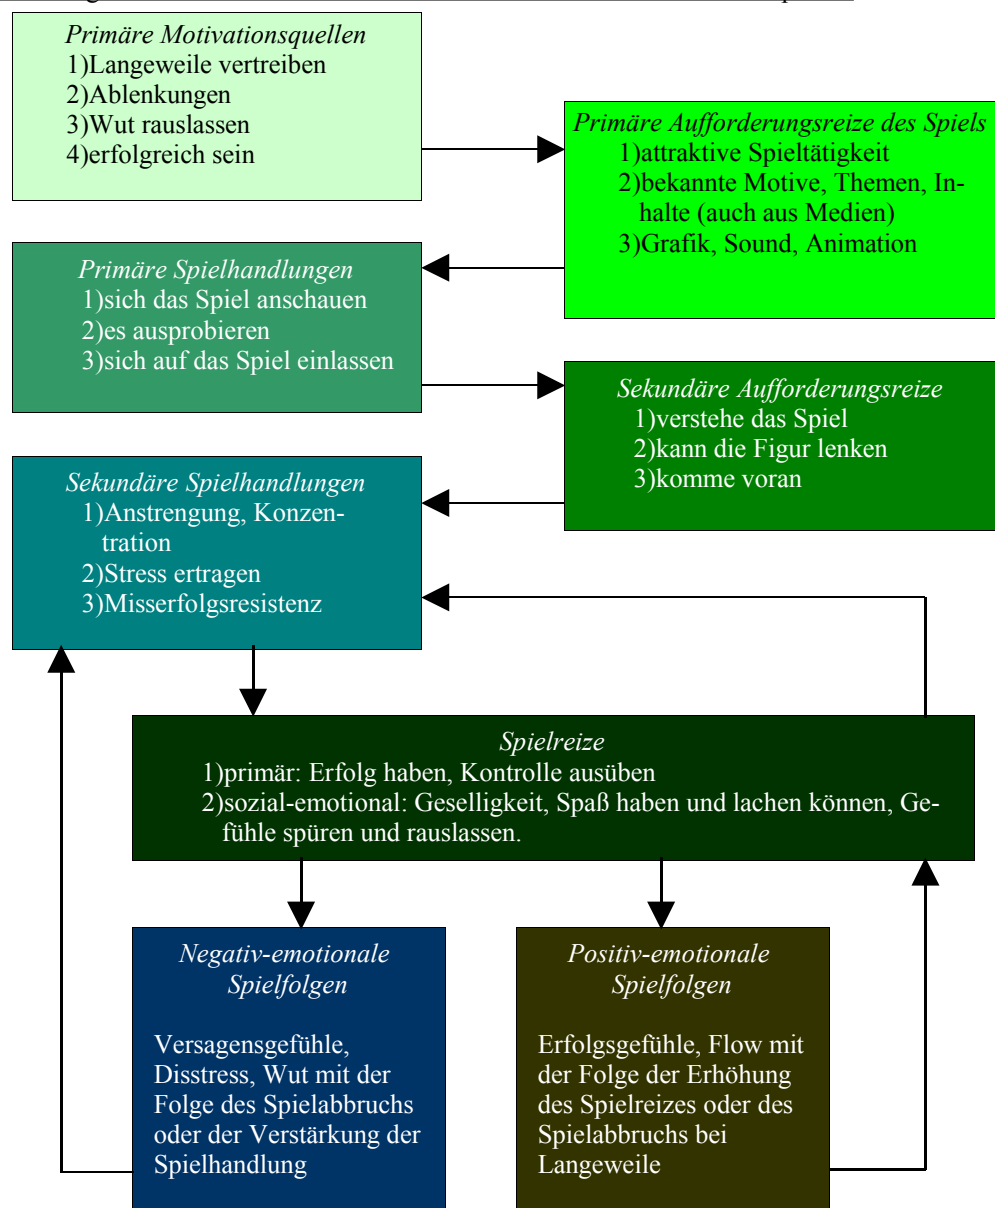 Primäre Motivationsquellen
1)Langeweile vertreiben
2)Ablenkungen
3)Wut rauslassen
4)erfolgreich sein
Primäre Aufforderungsreize des Spiels
1)attraktive Spieltätigkeit
2)bekannte Motive, Themen, In-
halte (auch aus Medien)
3)Grafik, Sound, Animation
Primäre Spielhandlungen
1)sich das Spiel anschauen
2)es ausprobieren
3)sich auf das Spiel einlassen
Sekundäre Aufforderungsreize
1)verstehe das Spiel
2)kann die Figur lenken
3)komme voran
Sekundäre Spielhandlungen
1)Anstrengung, Konzen-
tration
2)Stress ertragen
3)Misserfolgsresistenz
Spielreize
1)primär: Erfolg haben, Kontrolle ausüben
2)sozial-emotional: Geselligkeit, Spaß haben und lachen können, Ge-
fühle spüren und rauslassen.
Negativ-emotionale
Spielfolgen
Versagensgefühle,
Disstress, Wut mit der
Folge des Spielabbruchs
oder der Verstärkung der
Spielhandlung
Positiv-emotionale
Spielfolgen
Erfolgsgefühle, Flow mit
der Folge der Erhöhung
des Spielreizes oder des
Spielabbruchs bei
Langeweile